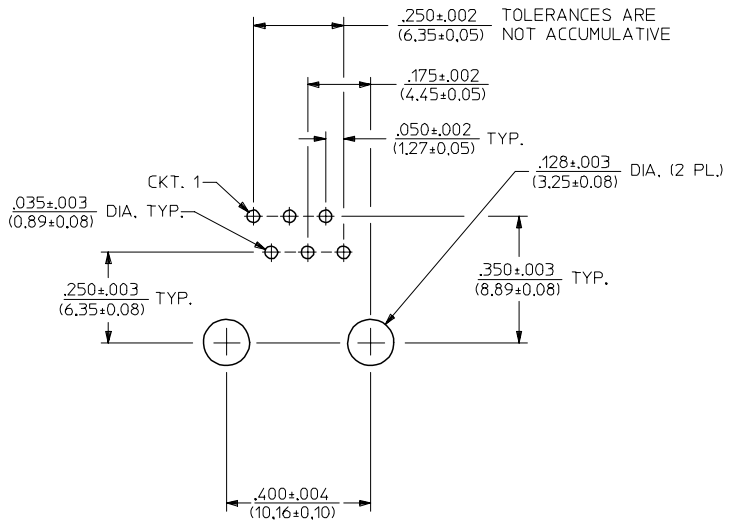 .250±.002 TOLERANCES ARE
(6,35±0,05) NOT ACCUMULATIVE
.175±.002
(4,45±0,05)
.050±.002 TYP.
(1,27±0,05)
.128±.003 DIA. (2 PL.)
(3,25±0,08)
CKT. 1
.035±.003 DIA. TYP.
(0,89±0,08)
.250±.003 TYP.
(6,35±0,08)
.350±.003 TYP.
(8,89±0,08)
.400±.004
(10,16±0,10)